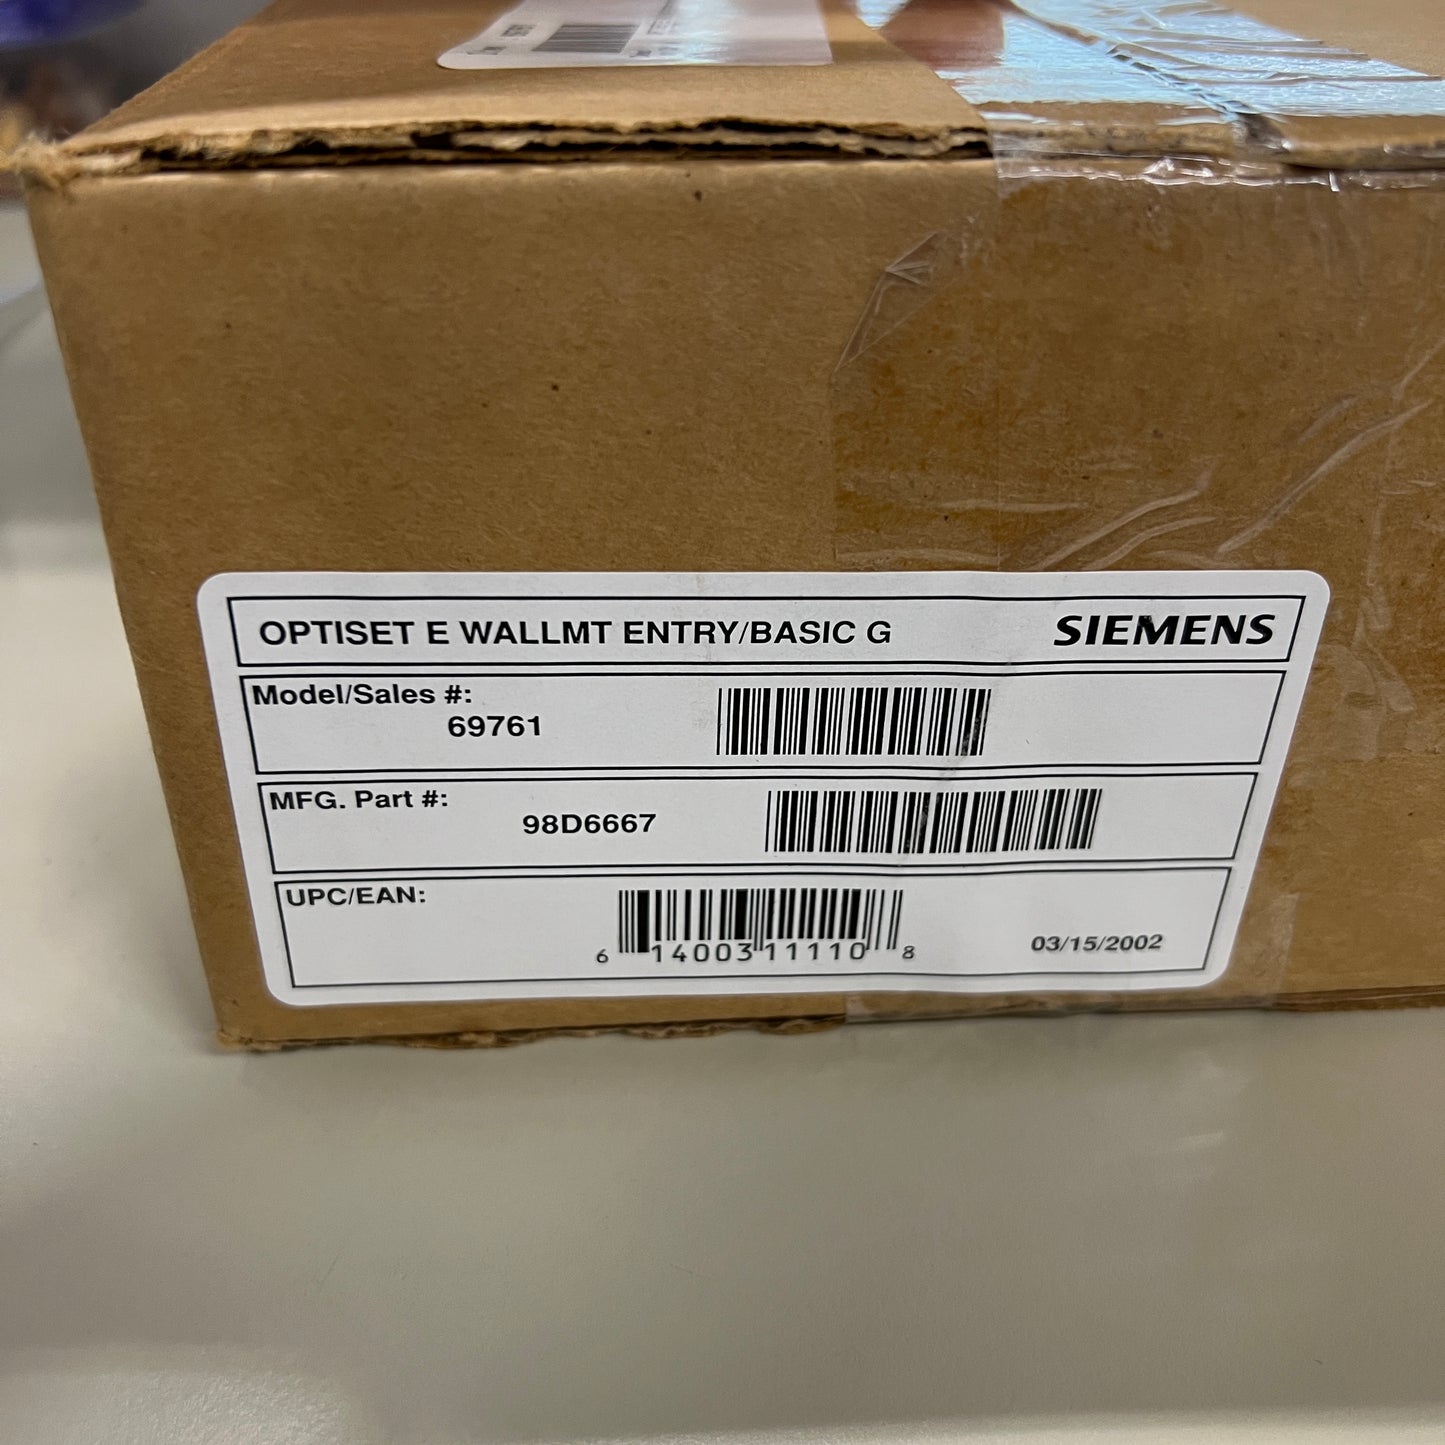 OPTISET E WALLMT ENTRY/BASIC G SIEMENS
Model/Sales #:
69761
MFG. Part #:
98D6667
UPC/EAN:
6 14003 11110 8
03/15/2002